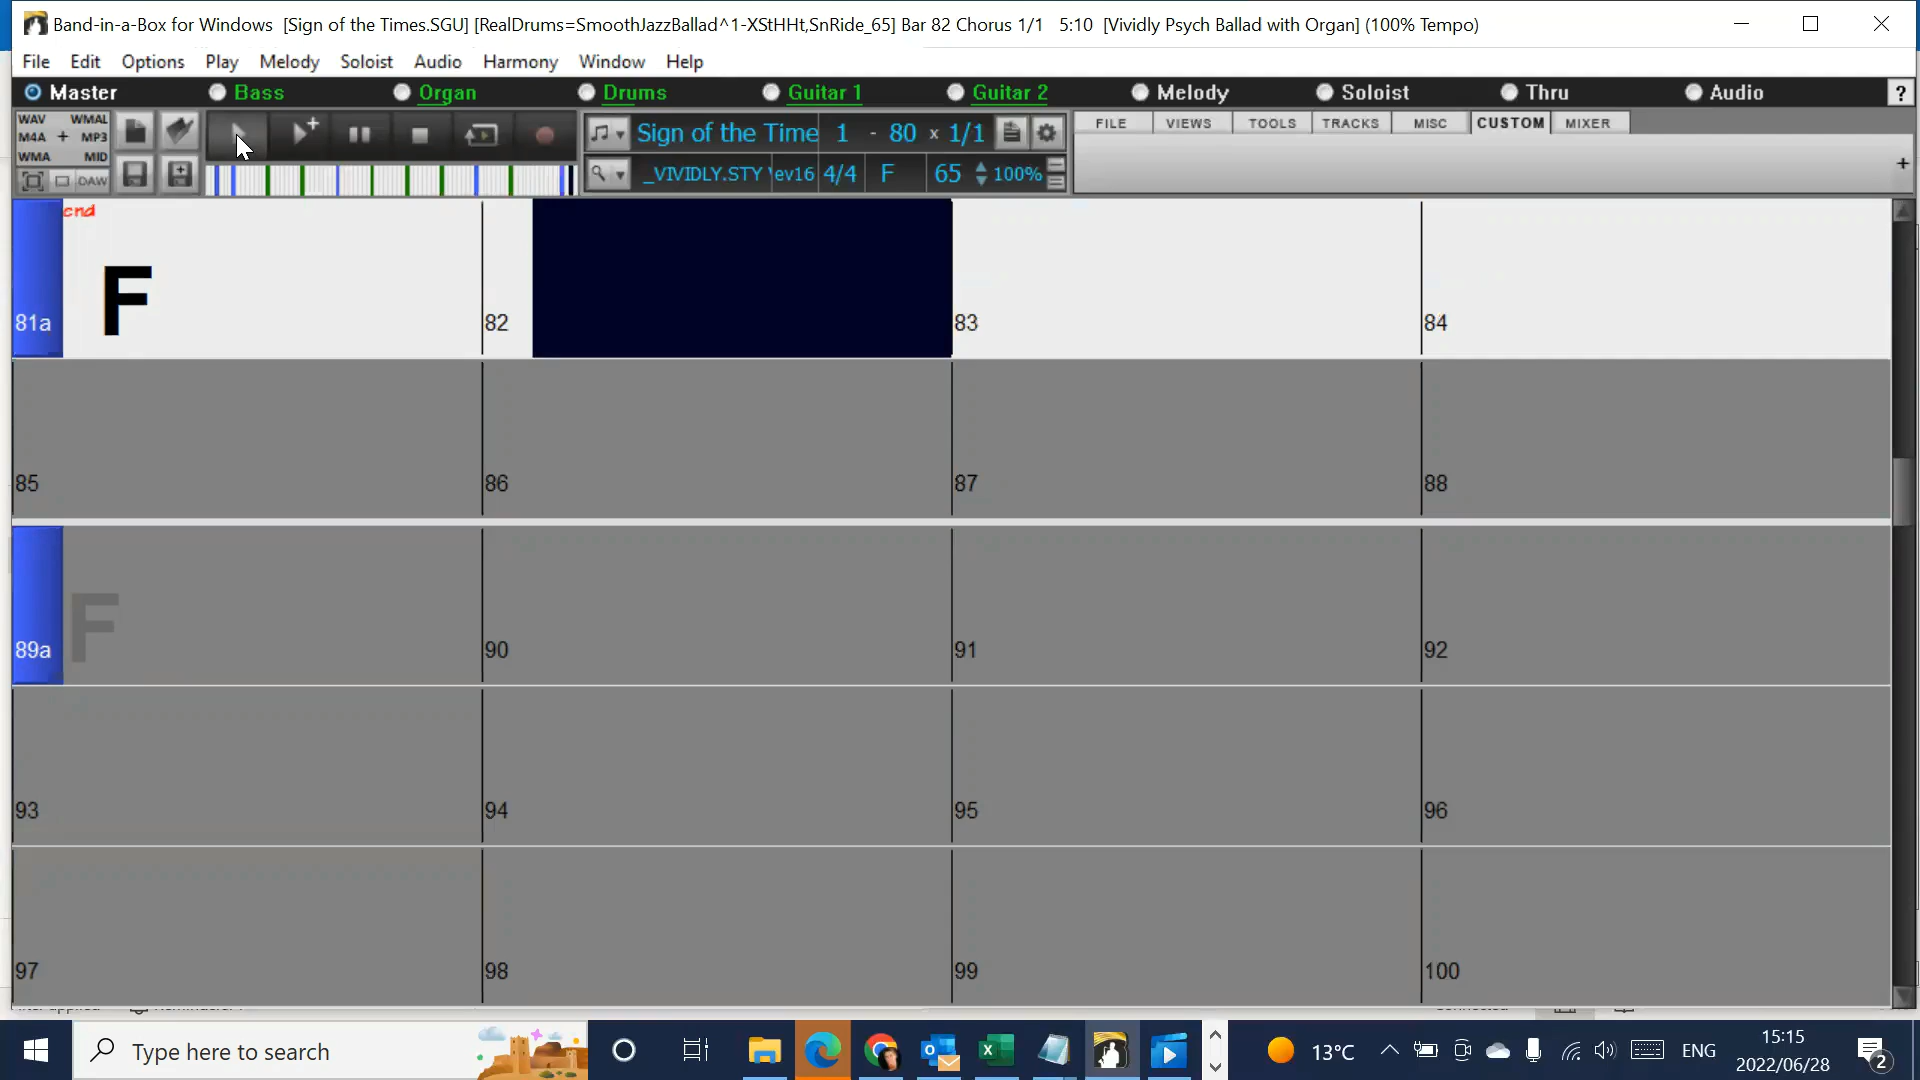 Band-in-a-Box for Windows [Sign of the Times.SGU] [RealDrums=SmoothJazzBallad^1-XStHHt,SnRide_65] Bar 82 Chorus 1/1 5:10 [Vividly Psych Ballad with Organ] (100% Tempo)
File Edit Options Play Melody Soloist Audio Harmony Window Help
Master Bass Organ Drums Guitar 1 Guitar 2 Melody Soloist Thru Audio ?
WAV WMAL
M4A + MP3
WMA MID
DAW
Sign of the Time 1 - 80 x 1/1
_VIVIDLY.STY ev16 4/4 F 65 100%
FILE VIEWS TOOLS TRACKS MISC CUSTOM MIXER
+
end
F
81a 82 83 84
85 86 87 88
F
89a 90 91 92
93 94 95 96
97 98 99 100
Type here to search
13°C ENG
15:15
2022/06/28
2